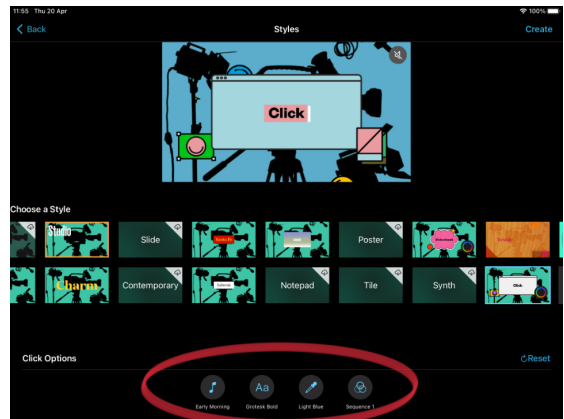 11:55 Thu 20 Apr 100%
Back Styles Create
Click
Choose a Style
Studio Slide Poster
Charm Contemporary Notepad Tile Synth Click
Click Options Reset
Aa
Early Morning Grotesk Bold Light Blue Sequence 1